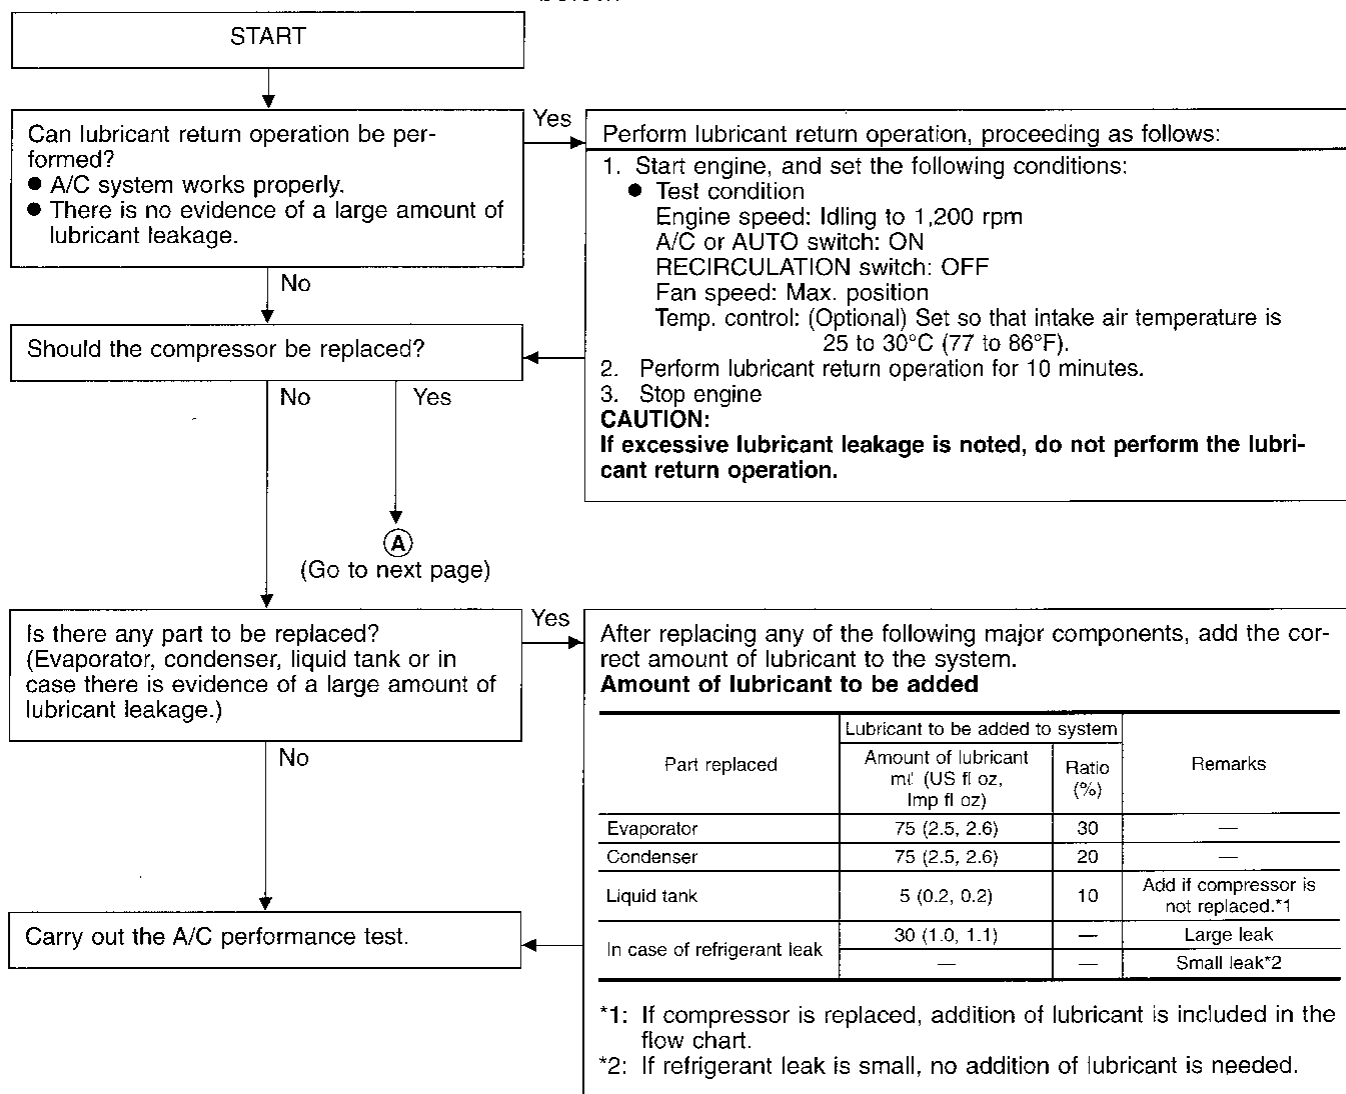 START
Can lubricant return operation be per-
formed?
● A/C system works properly.
● There is no evidence of a large amount of
lubricant leakage.
Yes
Perform lubricant return operation, proceeding as follows:
1. Start engine, and set the following conditions:
● Test condition
Engine speed: Idling to 1,200 rpm
A/C or AUTO switch: ON
RECIRCULATION switch: OFF
Fan speed: Max. position
Temp. control: (Optional) Set so that intake air temperature is
25 to 30°C (77 to 86°F).
2. Perform lubricant return operation for 10 minutes.
3. Stop engine
CAUTION:
If excessive lubricant leakage is noted, do not perform the lubri-
cant return operation.
No
Should the compressor be replaced?
No
Yes
A
(Go to next page)
Is there any part to be replaced?
(Evaporator, condenser, liquid tank or in
case there is evidence of a large amount of
lubricant leakage.)
Yes
After replacing any of the following major components, add the cor-
rect amount of lubricant to the system.
Amount of lubricant to be added
Part replaced
Lubricant to be added to system
Amount of lubricant
mℓ (US fl oz,
Imp fl oz)
Ratio
(%)
Remarks
Evaporator 75 (2.5, 2.6) 30 —
Condenser 75 (2.5, 2.6) 20 —
Liquid tank 5 (0.2, 0.2) 10 Add if compressor is
not replaced.*1
In case of refrigerant leak
30 (1.0, 1.1) — Large leak
— — Small leak*2
*1: If compressor is replaced, addition of lubricant is included in the
flow chart.
*2: If refrigerant leak is small, no addition of lubricant is needed.
No
Carry out the A/C performance test.